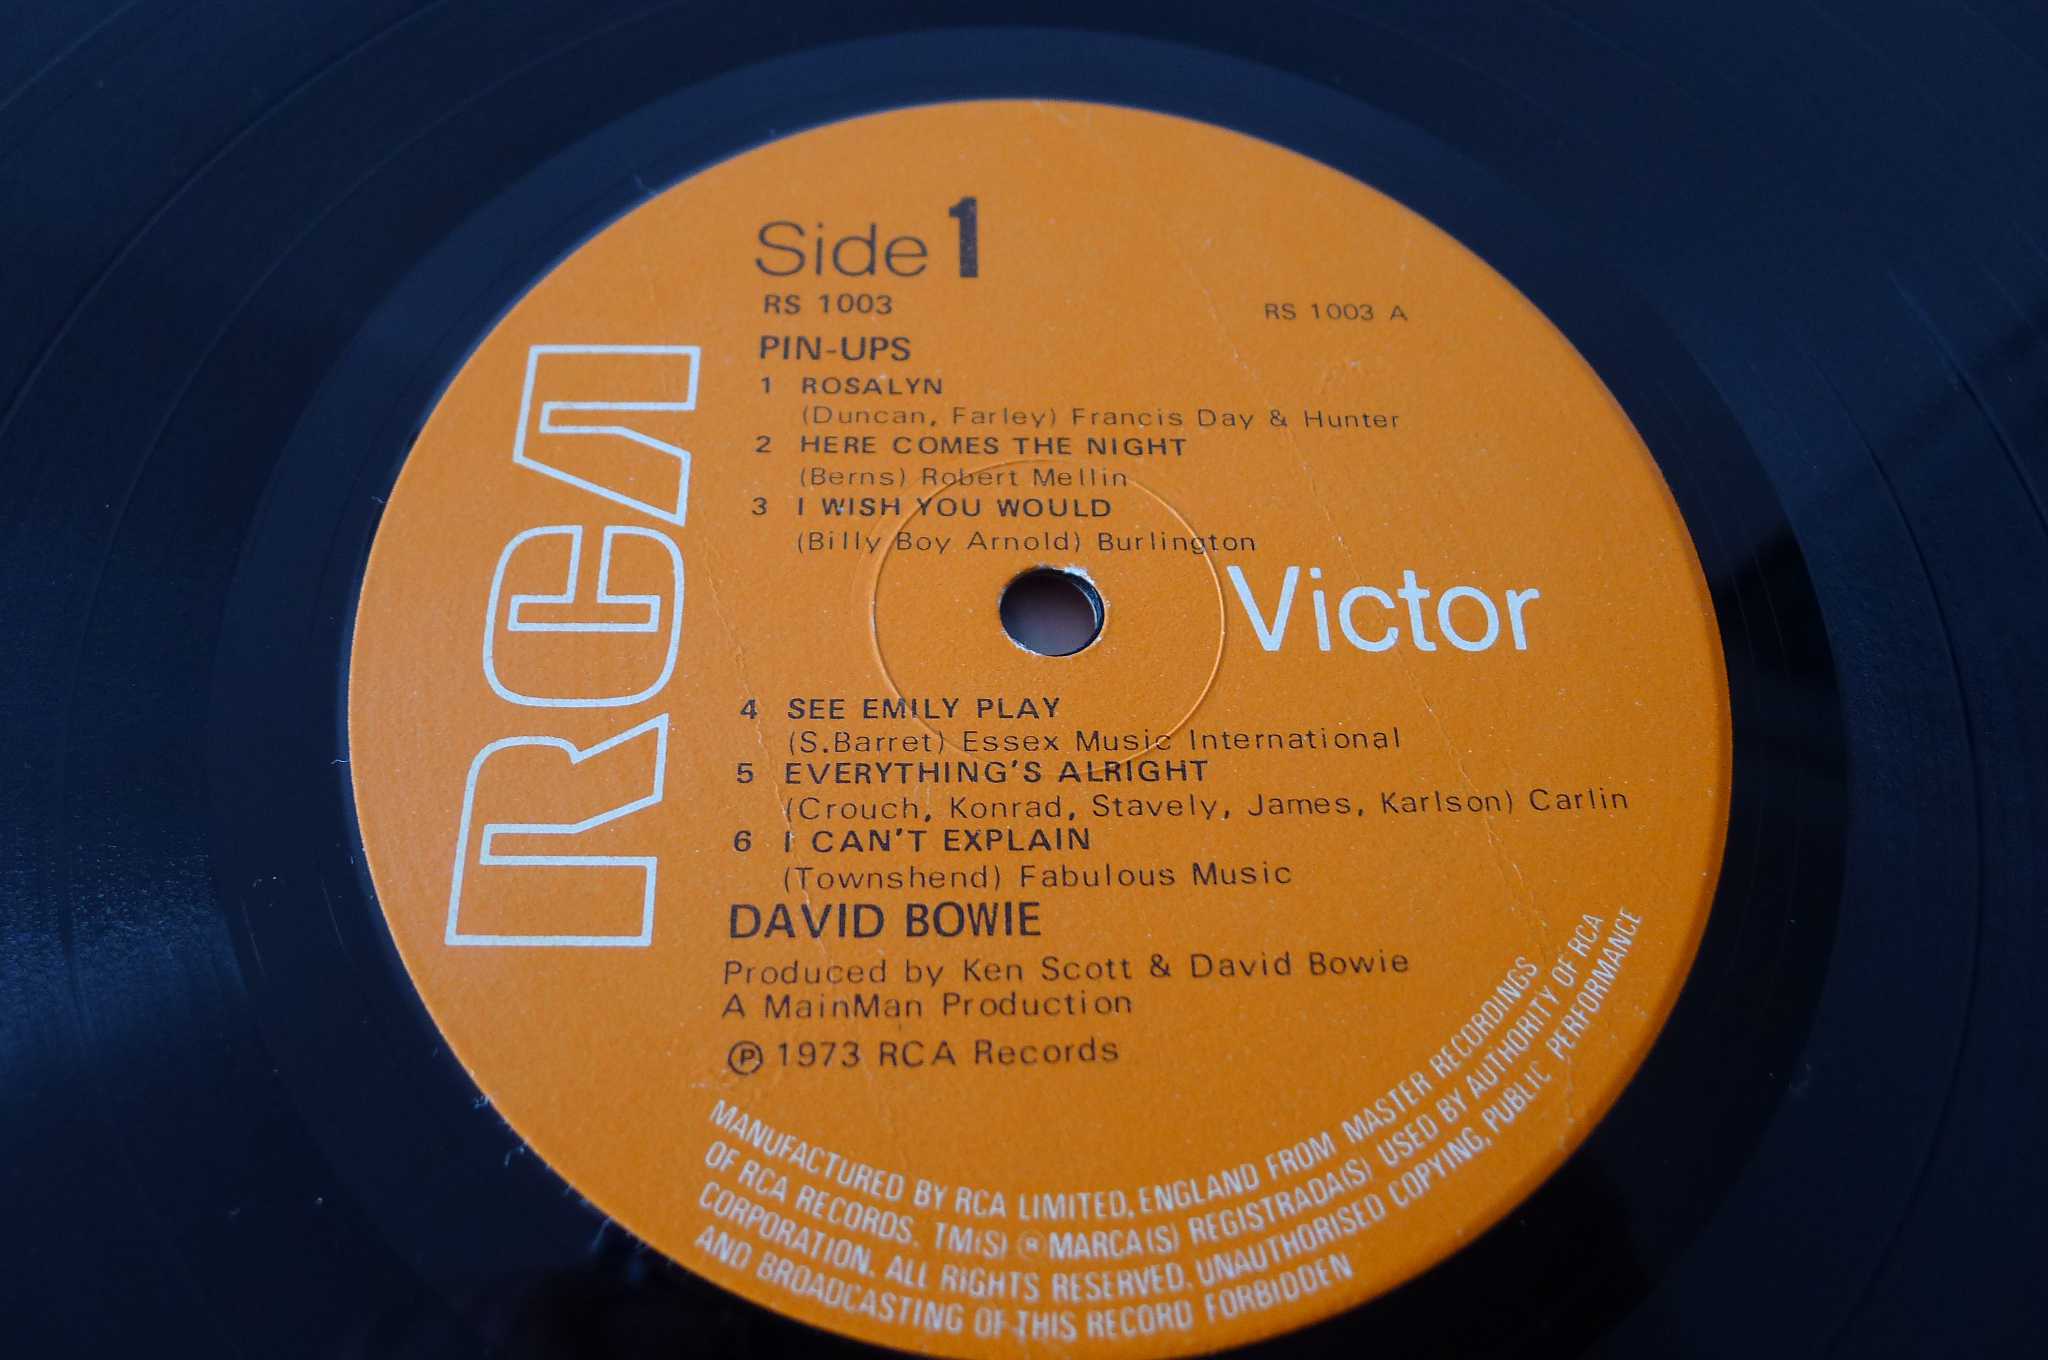 Side 1
RS 1003
RS 1003 A
PIN-UPS
1 ROSALYN
(Duncan, Farley) Francis Day & Hunter
2 HERE COMES THE NIGHT
(Berns) Robert Mellin
3 I WISH YOU WOULD
(Billy Boy Arnold) Burlington
RCA
Victor
4 SEE EMILY PLAY
(S.Barret) Essex Music International
5 EVERYTHING'S ALRIGHT
(Crouch, Konrad, Stavely, James, Karlson) Carlin
6 I CAN'T EXPLAIN
(Townshend) Fabulous Music
DAVID BOWIE
Produced by Ken Scott & David Bowie
A MainMan Production
℗ 1973 RCA Records
MANUFACTURED BY RCA LIMITED, ENGLAND FROM MASTER RECORDINGS
OF RCA RECORDS. TM(S) ® MARCA(S) REGISTRADA(S) USED BY AUTHORITY OF RCA
CORPORATION. ALL RIGHTS RESERVED. UNAUTHORISED COPYING, PUBLIC PERFORMANCE
AND BROADCASTING OF THIS RECORD FORBIDDEN